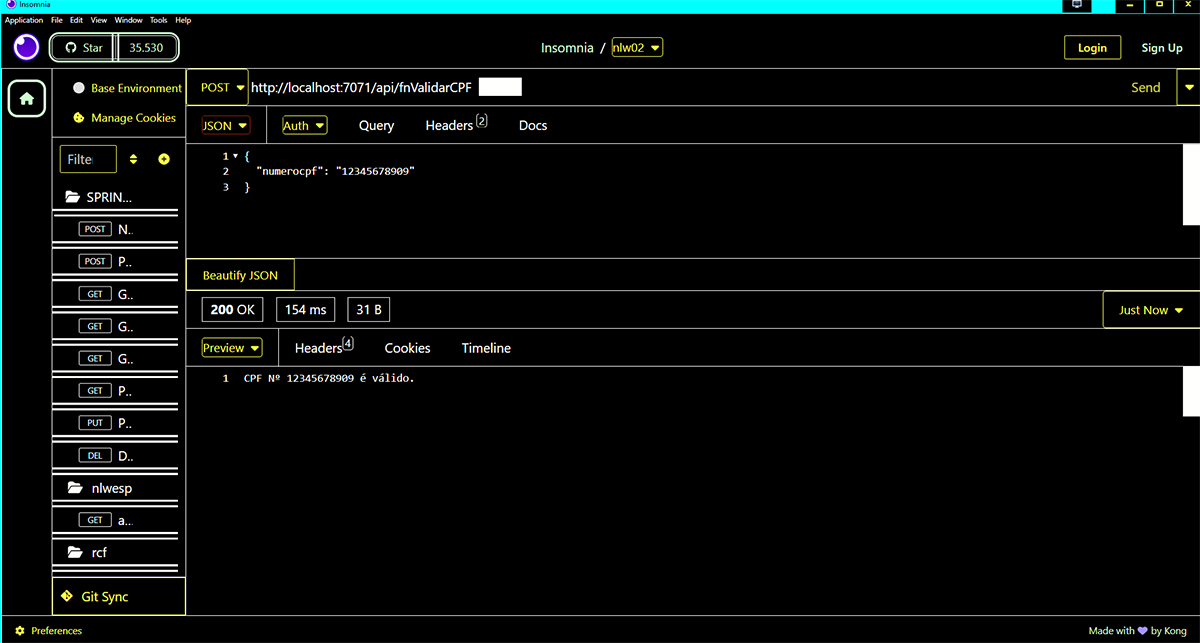 Insomnia
Application File Edit View Window Tools Help
Star 35.530
Insomnia / nlw02
Login Sign Up
Base Environment
Manage Cookies
POST http://localhost:7071/api/fnValidarCPF Send
JSON Auth Query Headers 2 Docs
Filte
1 {
2 "numerocpf": "12345678909"
3 }
SPRIN...
POST N..
POST P..
GET G..
GET G..
GET G..
GET P..
PUT P..
DEL D..
nlwesp
GET a...
rcf
Git Sync
Beautify JSON
200 OK 154 ms 31 B Just Now
Preview Headers 4 Cookies Timeline
1 CPF Nº 12345678909 é válido.
Preferences
Made with 💜 by Kong